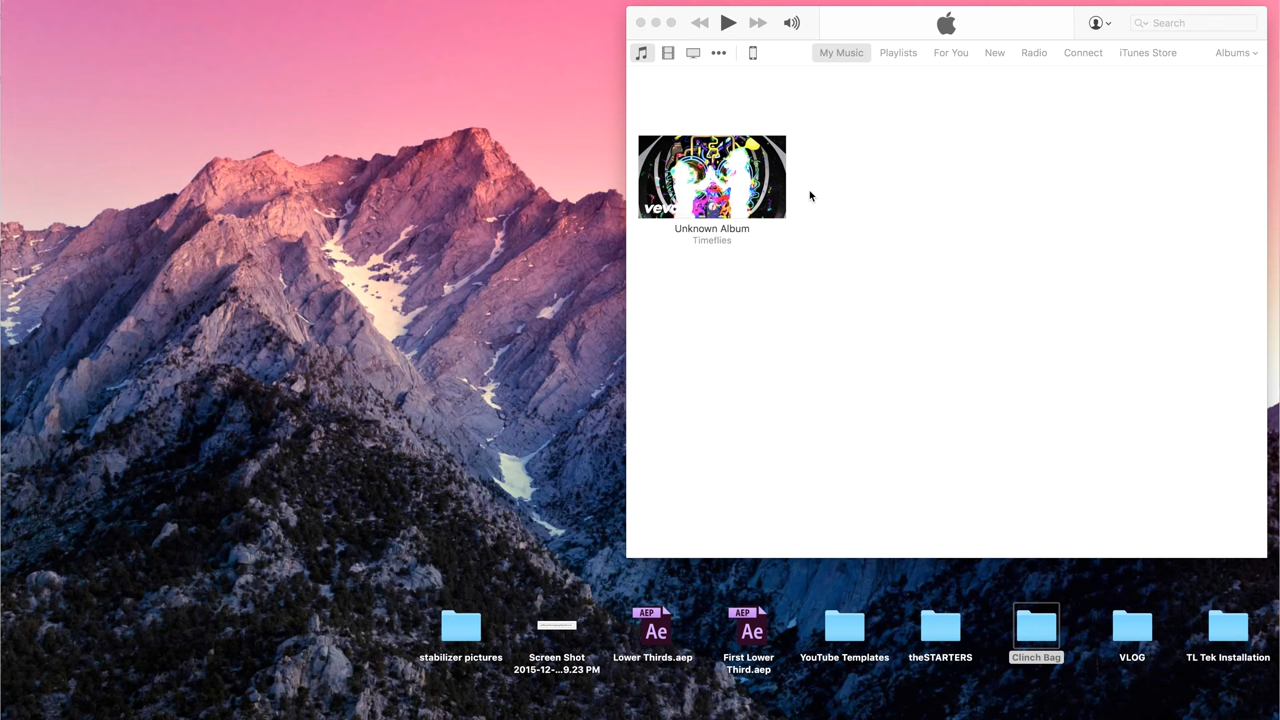 Search
My Music
Playlists
For You
New
Radio
Connect
iTunes Store
Albums
vevo
Unknown Album
Timeflies
AEP
Ae
AEP
Ae
stabilizer pictures
Screen Shot
2015-12-...9.23 PM
Lower Thirds.aep
First Lower
Third.aep
YouTube Templates
theSTARTERS
Clinch Bag
VLOG
TL Tek Installation